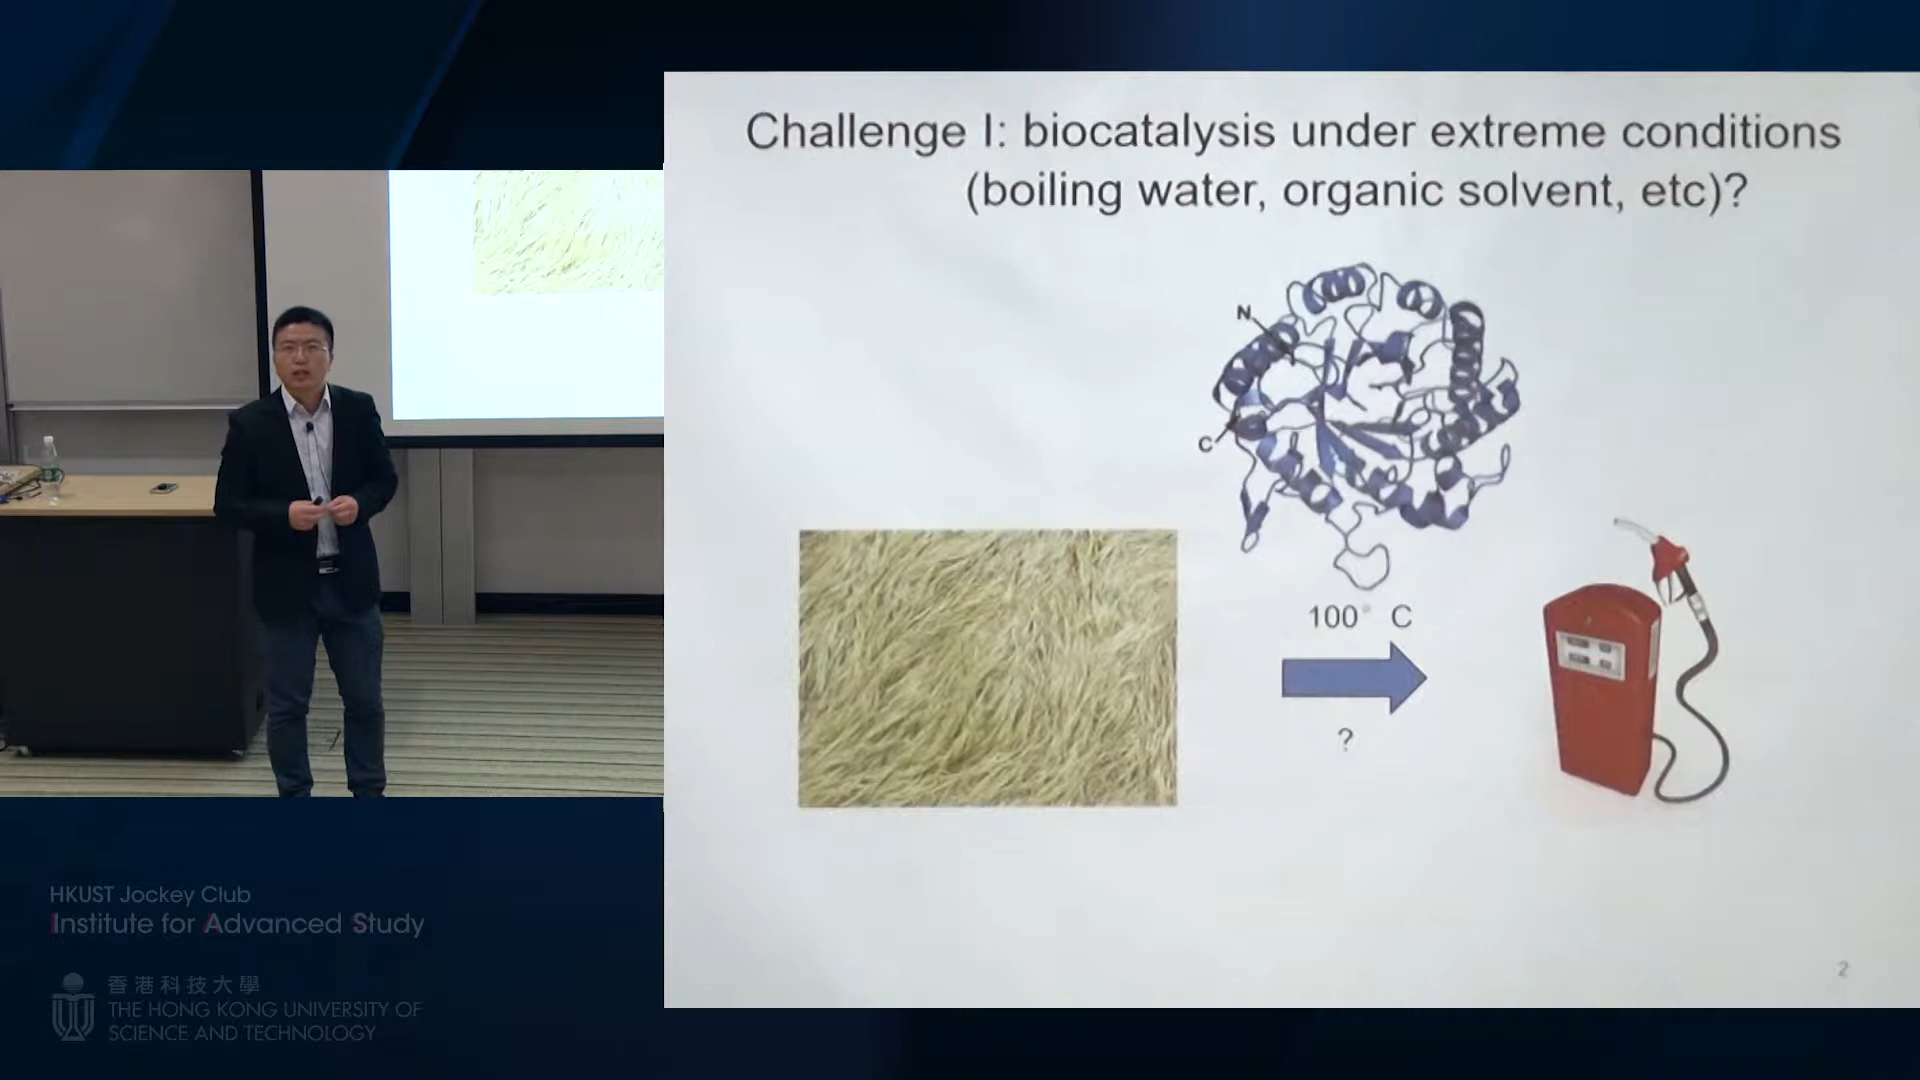 Challenge I: biocatalysis under extreme conditions
(boiling water, organic solvent, etc)?
N
C
100° C
?
2
HKUST Jockey Club
Institute for Advanced Study
香港科技大學
THE HONG KONG UNIVERSITY OF
SCIENCE AND TECHNOLOGY